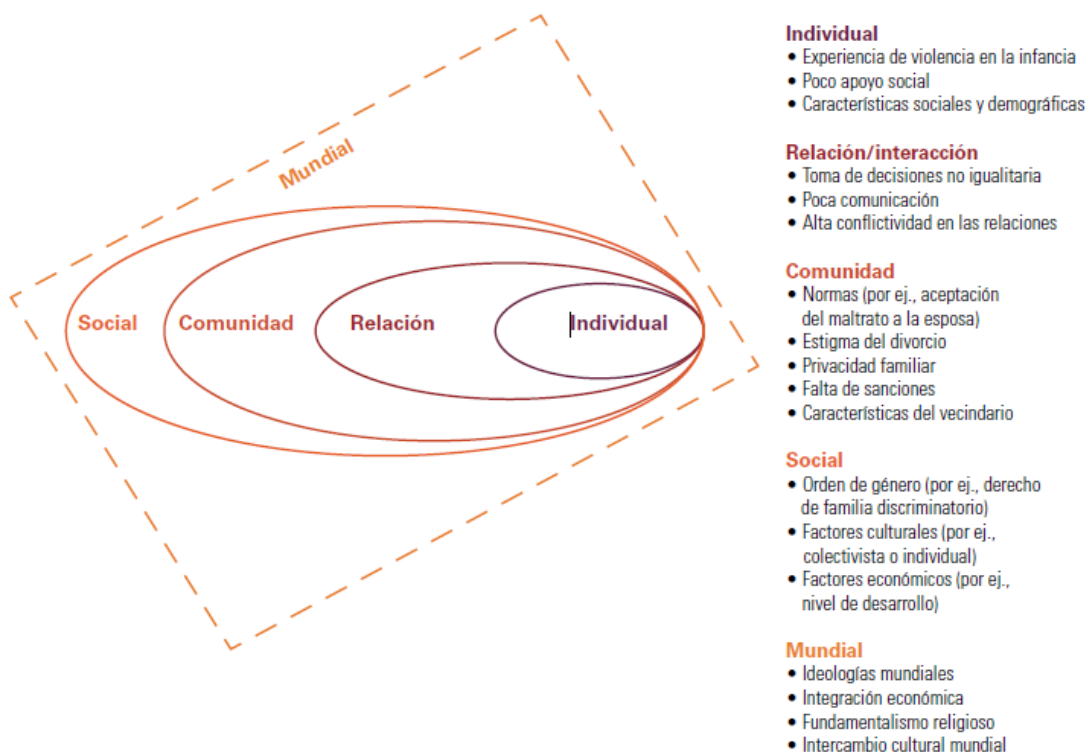 Mundial
Social
Comunidad
Relación
Individual
Individual
• Experiencia de violencia en la infancia
• Poco apoyo social
• Características sociales y demográficas
Relación/interacción
• Toma de decisiones no igualitaria
• Poca comunicación
• Alta conflictividad en las relaciones
Comunidad
• Normas (por ej., aceptación
del maltrato a la esposa)
• Estigma del divorcio
• Privacidad familiar
• Falta de sanciones
• Características del vecindario
Social
• Orden de género (por ej., derecho
de familia discriminatorio)
• Factores culturales (por ej.,
colectivista o individual)
• Factores económicos (por ej.,
nivel de desarrollo)
Mundial
• Ideologías mundiales
• Integración económica
• Fundamentalismo religioso
• Intercambio cultural mundial